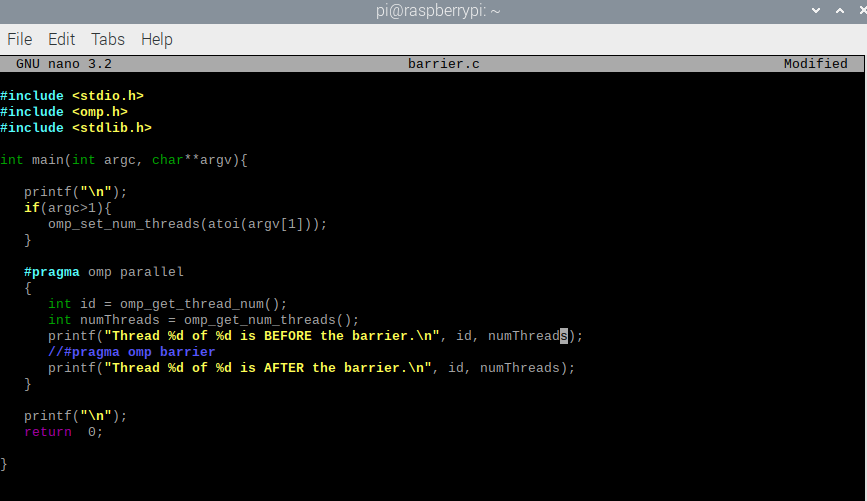 pi@raspberrypi: ~
File Edit Tabs Help
GNU nano 3.2 barrier.c Modified
#include <stdio.h>
#include <omp.h>
#include <stdlib.h>
int main(int argc, char**argv){
printf("\n");
if(argc>1){
omp_set_num_threads(atoi(argv[1]));
}
#pragma omp parallel
{
int id = omp_get_thread_num();
int numThreads = omp_get_num_threads();
printf("Thread %d of %d is BEFORE the barrier.\n", id, numThreads);
//#pragma omp barrier
printf("Thread %d of %d is AFTER the barrier.\n", id, numThreads);
}
printf("\n");
return  0;
}